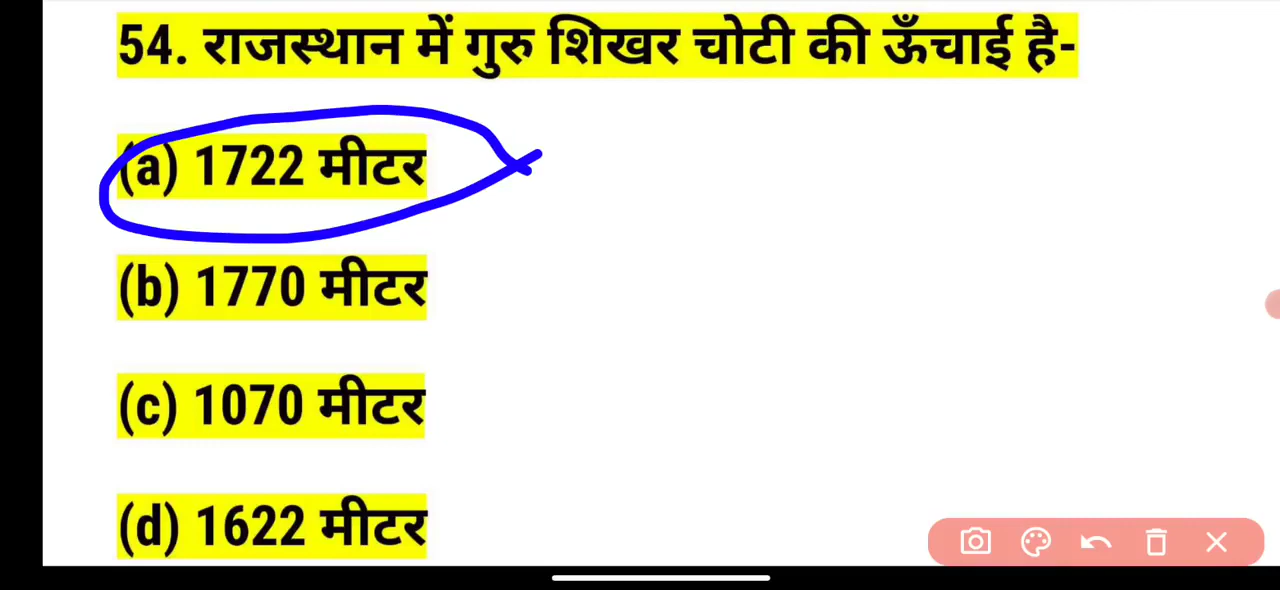 54. राजस्थान में गुरु शिखर चोटी की ऊँचाई है-
(a) 1722 मीटर
(b) 1770 मीटर
(c) 1070 मीटर
(d) 1622 मीटर